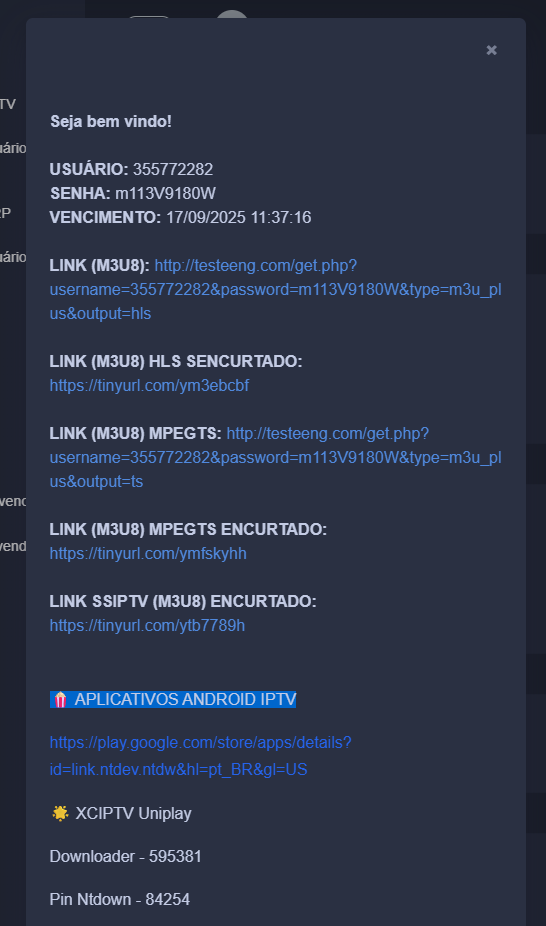 ×
TV
Seja bem vindo!
uário
USUÁRIO: 355772282
SENHA: m113V9180W
RP
VENCIMENTO: 17/09/2025 11:37:16
uário
LINK (M3U8): http://testeeng.com/get.php?
username=355772282&password=m113V9180W&type=m3u_pl
us&output=hls
LINK (M3U8) HLS SENCURTADO:
https://tinyurl.com/ym3ebcbf
LINK (M3U8) MPEGTS: http://testeeng.com/get.php?
username=355772282&password=m113V9180W&type=m3u_pl
us&output=ts
vend
LINK (M3U8) MPEGTS ENCURTADO:
vend
https://tinyurl.com/ymfskyhh
LINK SSIPTV (M3U8) ENCURTADO:
https://tinyurl.com/ytb7789h
🍿 APLICATIVOS ANDROID IPTV
https://play.google.com/store/apps/details?
id=link.ntdev.ntdw&hl=pt_BR&gl=US
🌟 XCIPTV Uniplay
Downloader - 595381
Pin Ntdown - 84254